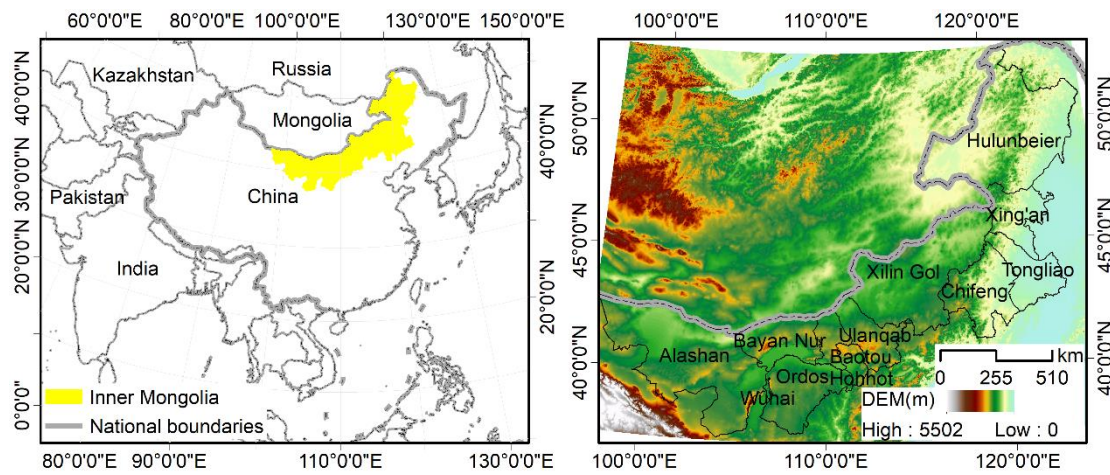 60°0'0"E 80°0'0"E 100°0'0"E 130°0'0"E 150°0'0"E
Kazakhstan
Russia
Mongolia
China
Pakistan
India
Inner Mongolia
National boundaries
40°0'0"N
30°0'0"N
20°0'0"N
10°0'0"N
0°0'0"
40°0'0"N
20°0'0"N
80°0'0"E 90°0'0"E 110°0'0"E 130°0'0"E
100°0'0"E 110°0'0"E 120°0'0"E
50°0'0"N
45°0'0"N
40°0'0"N
Hulunbeier
Xing'an
Xilin Gol
Tongliao
Chifeng
Ulanqab
Bayan Nur
Alashan
Baotou
Ordos
Hohhot
Wuhai
km
0 255 510
DEM(m)
High : 5502 Low : 0
50°0'0"N
45°0'0"N
40°0'0"N
100°0'0"E 110°0'0"E 120°0'0"E